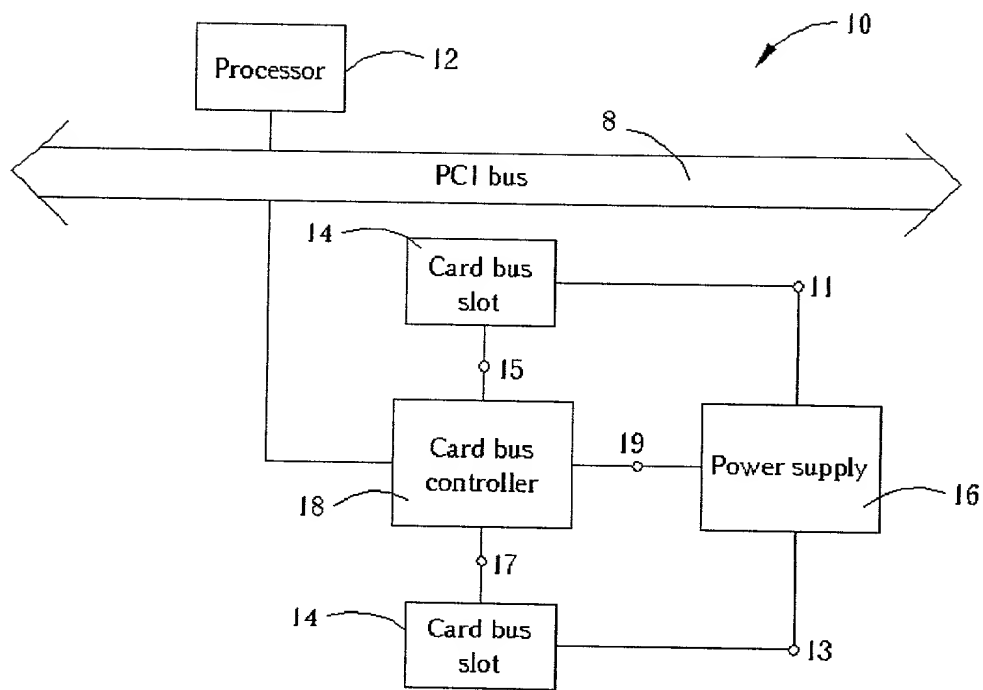 10
Processor
12
8
PCI bus
14
Card bus
slot
11
15
Card bus
controller
18
19
Power supply
16
17
14
Card bus
slot
13